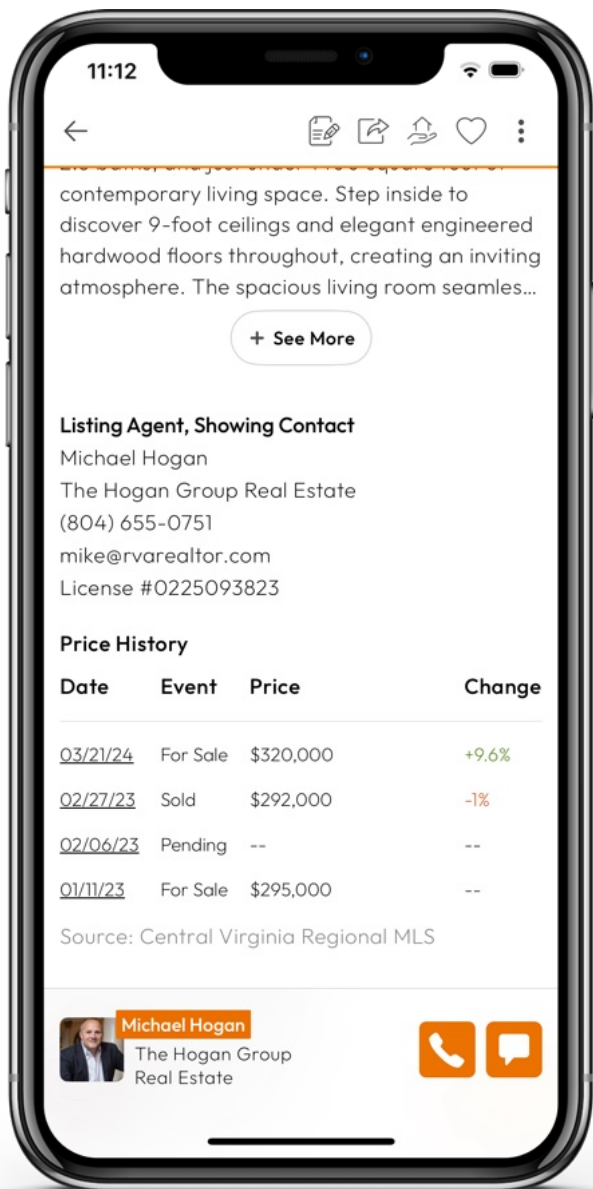 11:12
contemporary living space. Step inside to
discover 9-foot ceilings and elegant engineered
hardwood floors throughout, creating an inviting
atmosphere. The spacious living room seamles...
+ See More
Listing Agent, Showing Contact
Michael Hogan
The Hogan Group Real Estate
(804) 655-0751
mike@rvarealtor.com
License #0225093823
Price History
Date Event Price Change
03/21/24 For Sale $320,000 +9.6%
02/27/23 Sold $292,000 -1%
02/06/23 Pending -- --
01/11/23 For Sale $295,000 --
Source: Central Virginia Regional MLS
Michael Hogan
The Hogan Group
Real Estate